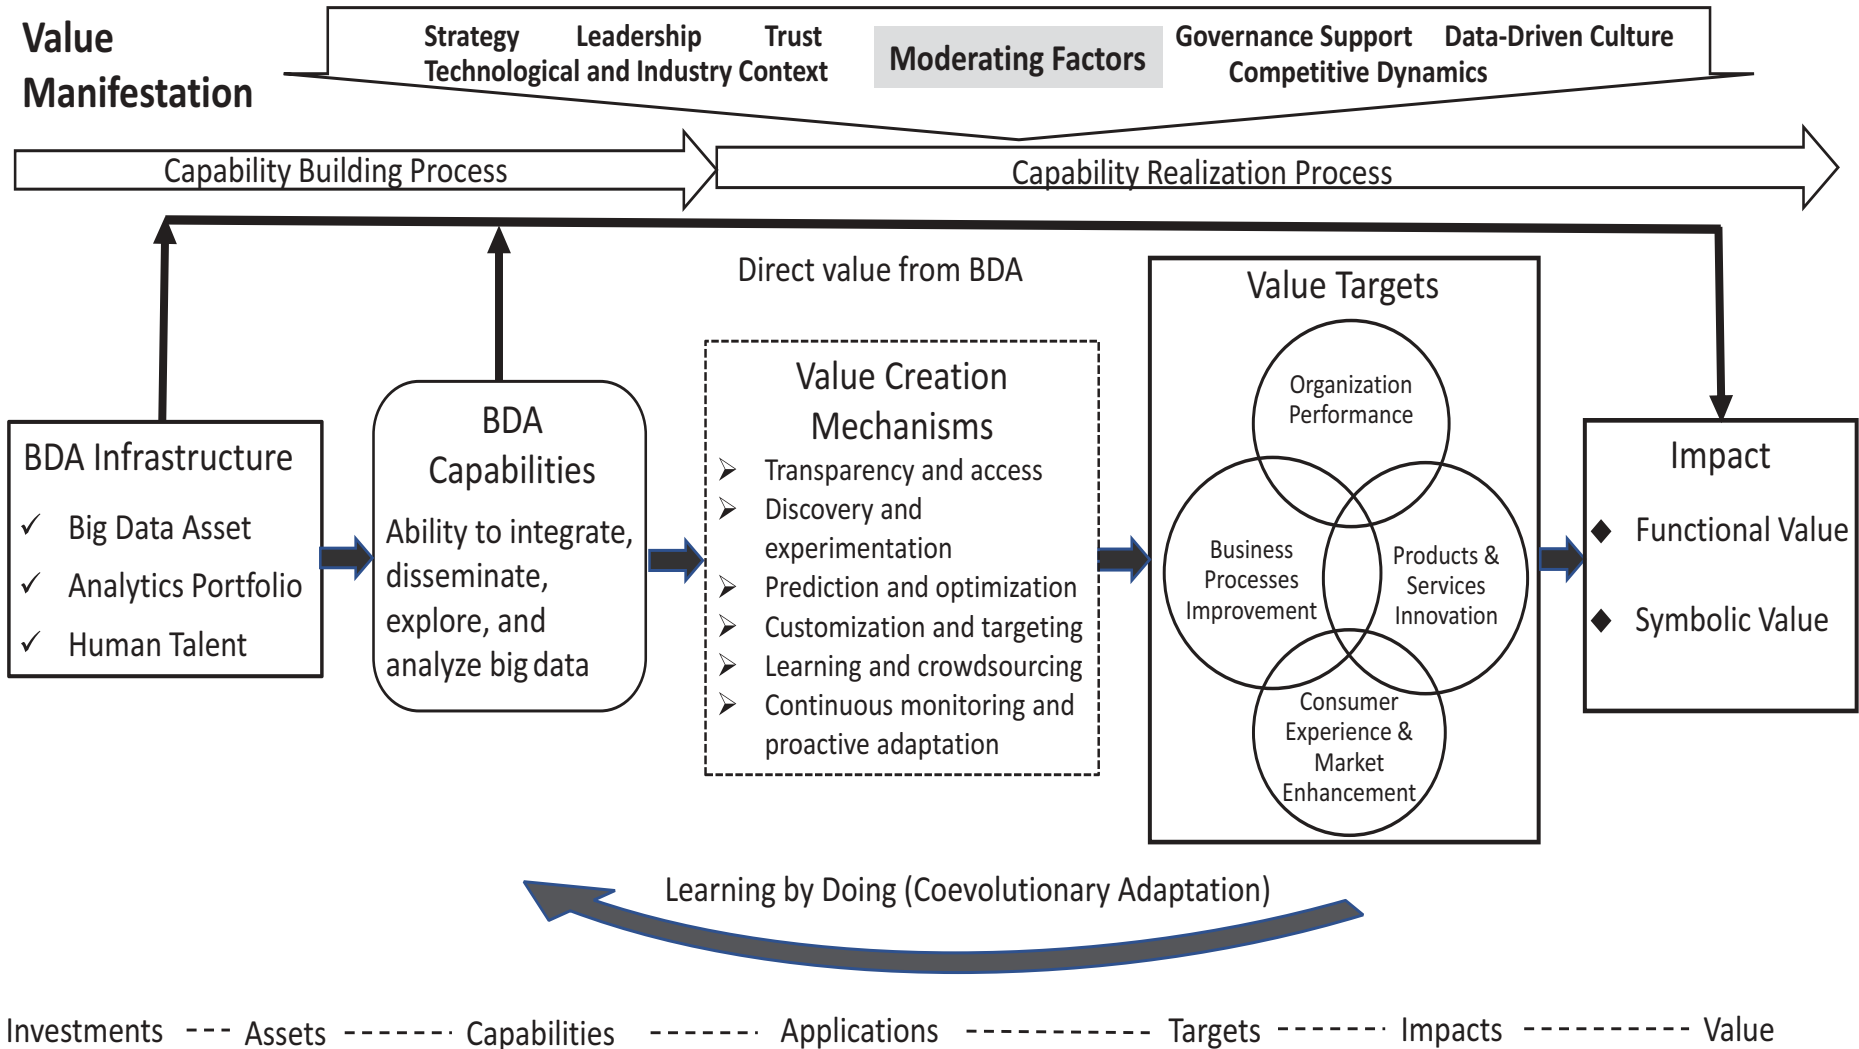 Value
Manifestation
Strategy Leadership Trust
Technological and Industry Context
Moderating Factors
Governance Support Data-Driven Culture
Competitive Dynamics
Capability Building Process
Capability Realization Process
Direct value from BDA
BDA Infrastructure
Big Data Asset
Analytics Portfolio
Human Talent
BDA
Capabilities
Ability to integrate,
disseminate,
explore, and
analyze big data
Value Creation
Mechanisms
Transparency and access
Discovery and
experimentation
Prediction and optimization
Customization and targeting
Learning and crowdsourcing
Continuous monitoring and
proactive adaptation
Value Targets
Organization
Performance
Business
Processes
Improvement
Products &
Services
Innovation
Consumer
Experience &
Market
Enhancement
Impact
Functional Value
Symbolic Value
Learning by Doing (Coevolutionary Adaptation)
Investments Assets Capabilities Applications Targets Impacts Value